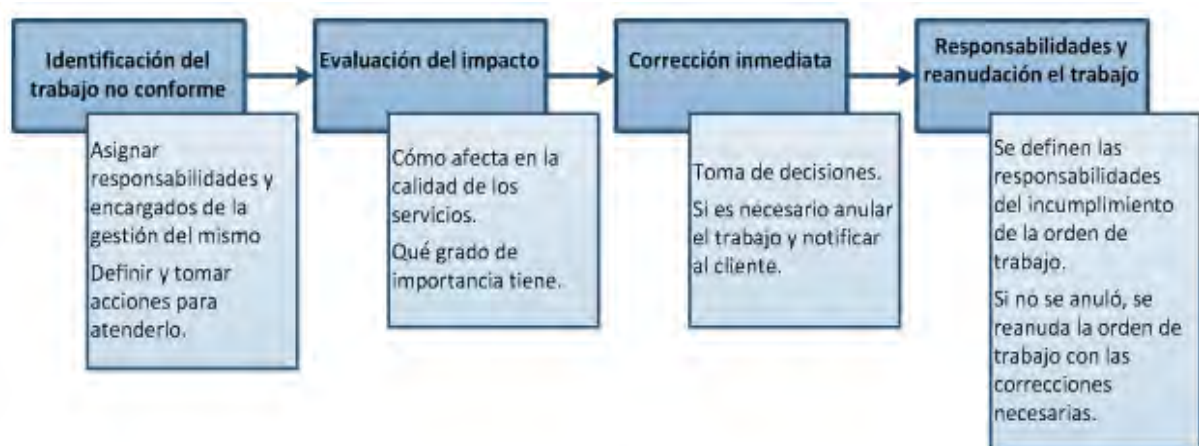 Identificación del
trabajo no conforme
Asignar
responsabilidades y
encargados de la
gestión del mismo
Definir y tomar
acciones para
atenderlo.
Evaluación del impacto
Cómo afecta en la
calidad de los
servicios.
Qué grado de
importancia tiene.
Corrección inmediata
Toma de decisiones.
Si es necesario anular
el trabajo y notificar
al cliente.
Responsabilidades y
reanudación el trabajo
Se definen las
responsabilidades
del incumplimiento
de la orden de
trabajo.
Si no se anuló, se
reanuda la orden de
trabajo con las
correcciones
necesarias.